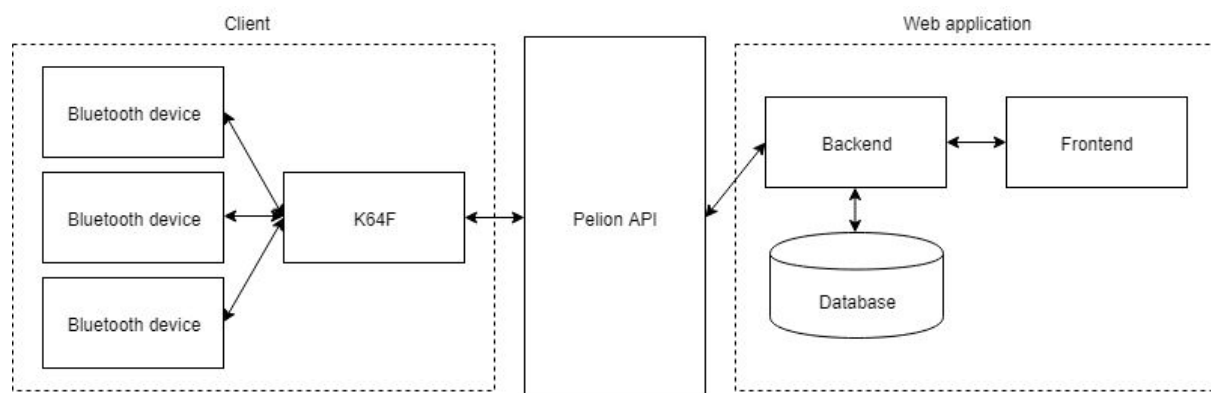 Client
Web application
Bluetooth device
Bluetooth device
Bluetooth device
K64F
Pelion API
Backend
Frontend
Database